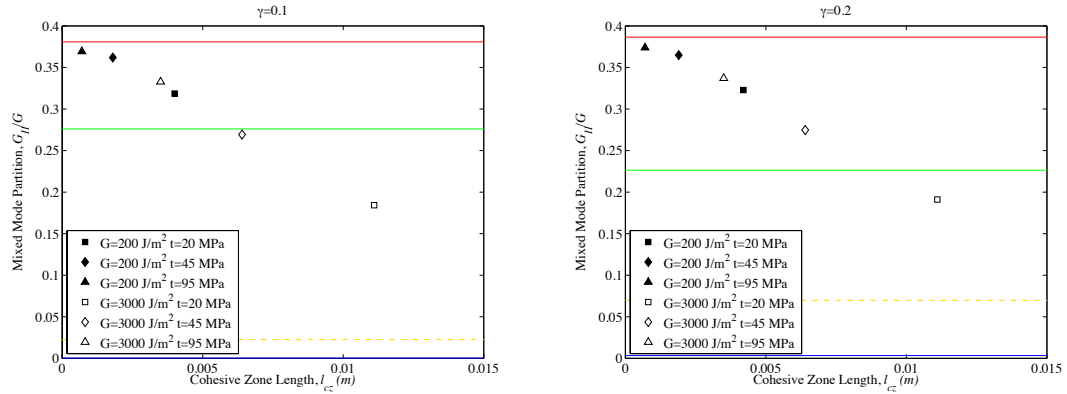 γ=0.1
0.4
0.35
0.3
0.25
0.2
0.15
0.1
0.05
0
Mixed Mode Partition, G_II/G
G=200 J/m² t=20 MPa
G=200 J/m² t=45 MPa
G=200 J/m² t=95 MPa
G=3000 J/m² t=20 MPa
G=3000 J/m² t=45 MPa
G=3000 J/m² t=95 MPa
0 0.005 0.01 0.015
Cohesive Zone Length, l_cz (m)
γ=0.2
0.4
0.35
0.3
0.25
0.2
0.15
0.1
0.05
0
Mixed Mode Partition, G_II/G
G=200 J/m² t=20 MPa
G=200 J/m² t=45 MPa
G=200 J/m² t=95 MPa
G=3000 J/m² t=20 MPa
G=3000 J/m² t=45 MPa
G=3000 J/m² t=95 MPa
0 0.005 0.01 0.015
Cohesive Zone Length, l_cz (m)